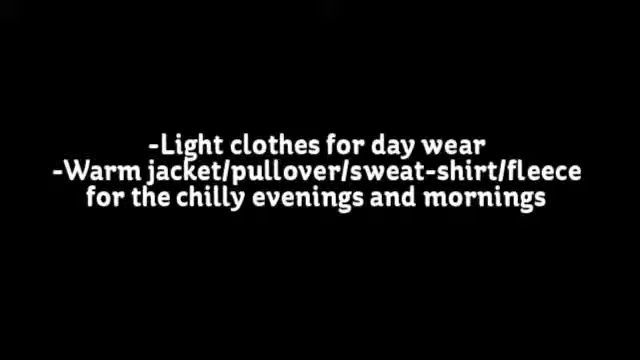 -Light clothes for day wear
-Warm jacket/pullover/sweat-shirt/fleece
for the chilly evenings and mornings